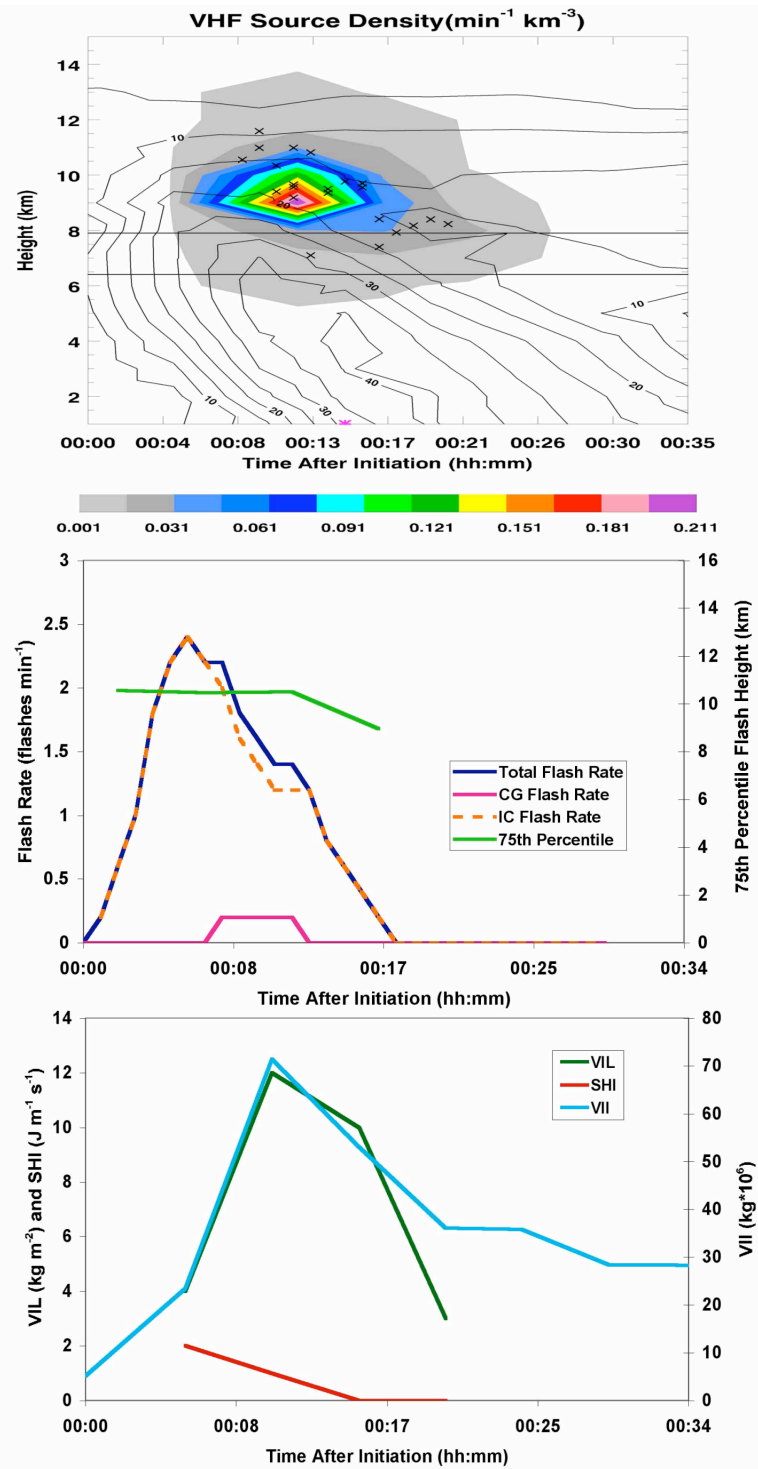 VHF Source Density(min⁻¹ km⁻³)
Height (km)
14
12
10
8
6
4
2
10
20
30
10
10
20
30
40
20
00:00 00:04 00:08 00:13 00:17 00:21 00:26 00:30 00:35
Time After Initiation (hh:mm)
0.001 0.031 0.061 0.091 0.121 0.151 0.181 0.211
Flash Rate (flashes min⁻¹)
3
2.5
2
1.5
1
0.5
0
75th Percentile Flash Height (km)
16
14
12
10
8
6
4
2
0
Total Flash Rate
CG Flash Rate
IC Flash Rate
75th Percentile
00:00 00:08 00:17 00:25 00:34
Time After Initiation (hh:mm)
VIL (kg m⁻²) and SHI (J m⁻¹ s⁻¹)
14
12
10
8
6
4
2
0
VII (kg*10⁶)
80
70
60
50
40
30
20
10
0
VIL
SHI
VII
00:00 00:08 00:17 00:25 00:34
Time After Initiation (hh:mm)